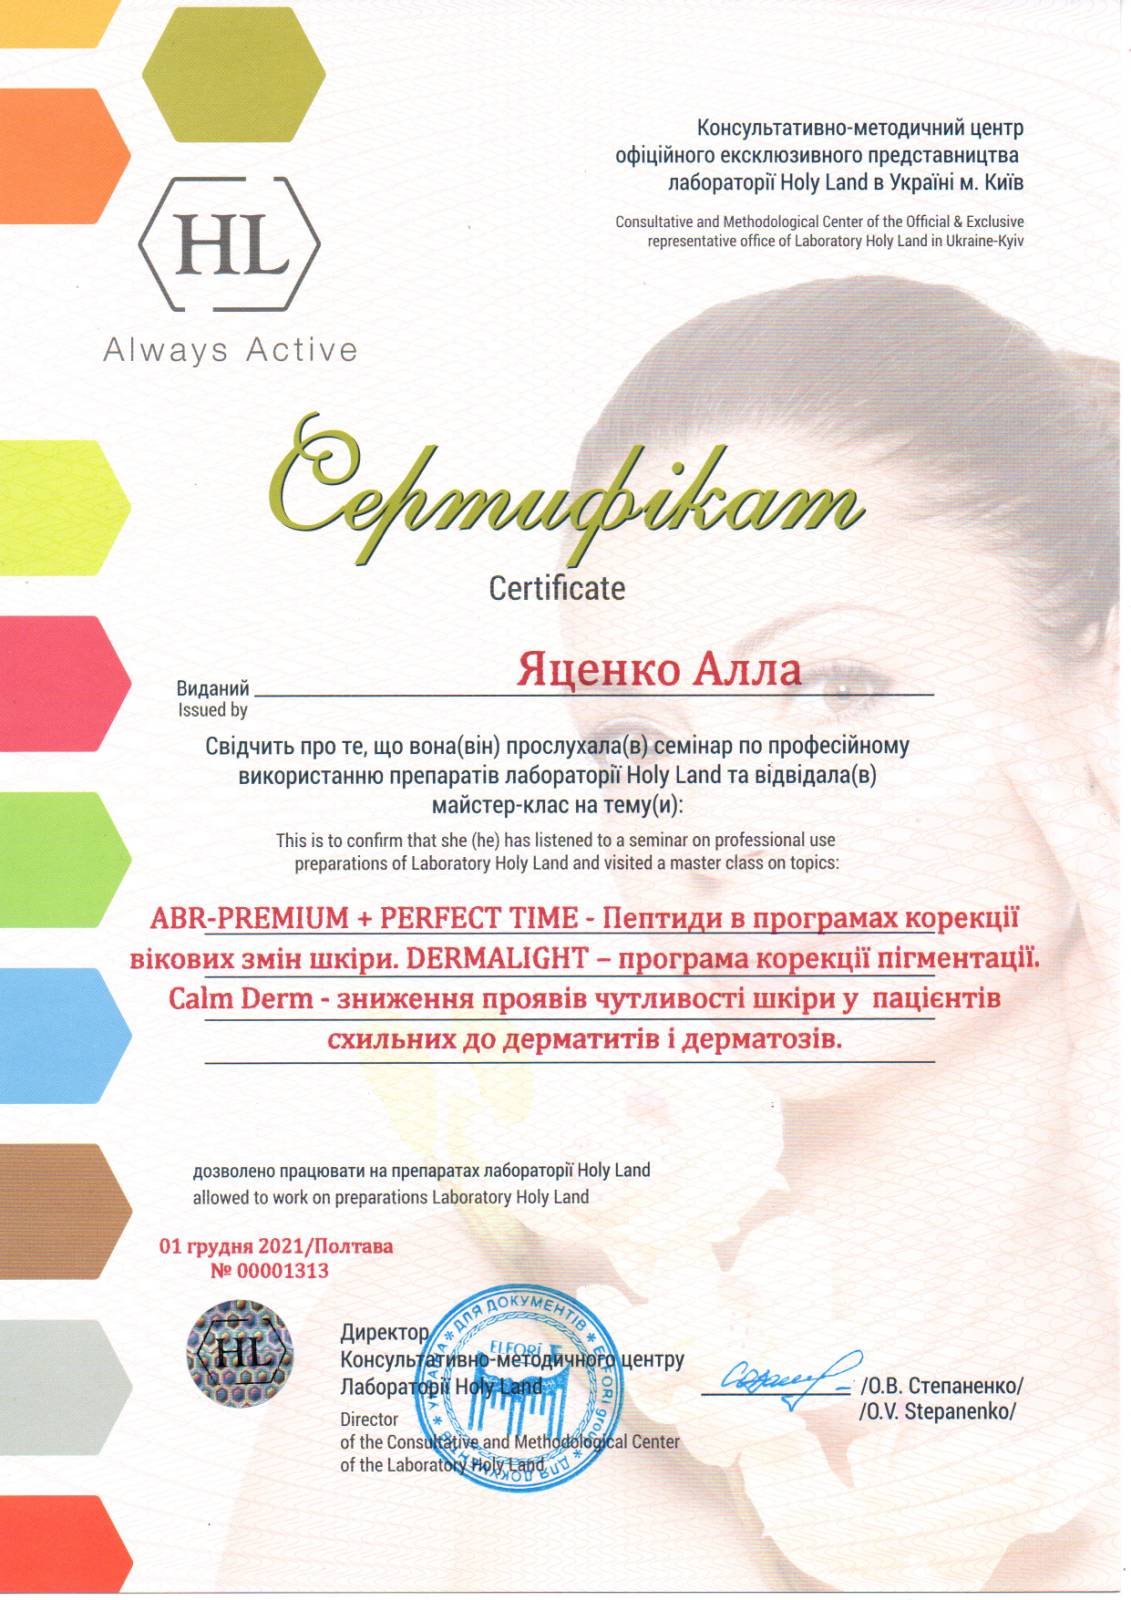 Консультативно-методичний центр
офіційного ексклюзивного представництва
лабораторії Holy Land в Україні м. Київ
Consultative and Methodological Center of the Official & Exclusive
representative office of Laboratory Holy Land in Ukraine-Kyiv
HL
Always Active
Сертифікат
Certificate
Виданий Яценко Алла
Issued by
Свідчить про те, що вона(він) прослухала(в) семінар по професійному
використанню препаратів лабораторії Holy Land та відвідала(в)
майстер-клас на тему(и):
This is to confirm that she (he) has listened to a seminar on professional use
preparations of Laboratory Holy Land and visited a master class on topics:
ABR-PREMIUM + PERFECT TIME - Пептиди в програмах корекції
вікових змін шкіри. DERMALIGHT – програма корекції пігментації.
Calm Derm - зниження проявів чутливості шкіри у пацієнтів
схильних до дерматитів і дерматозів.
дозволено працювати на препаратах лабораторії Holy Land
allowed to work on preparations Laboratory Holy Land
01 грудня 2021/Полтава
№ 00001313
HL
Директор
Консультативно-методичного центру
Лабораторії Holy Land
Director
of the Consultative and Methodological Center
of the Laboratory Holy Land
УКРАЇНА * ДЛЯ ДОКУМЕНТІВ * ELFORI group * ДЛЯ ДОКУМЕНТІВ *
ELFORI
/О.В. Степаненко/
/O.V. Stepanenko/